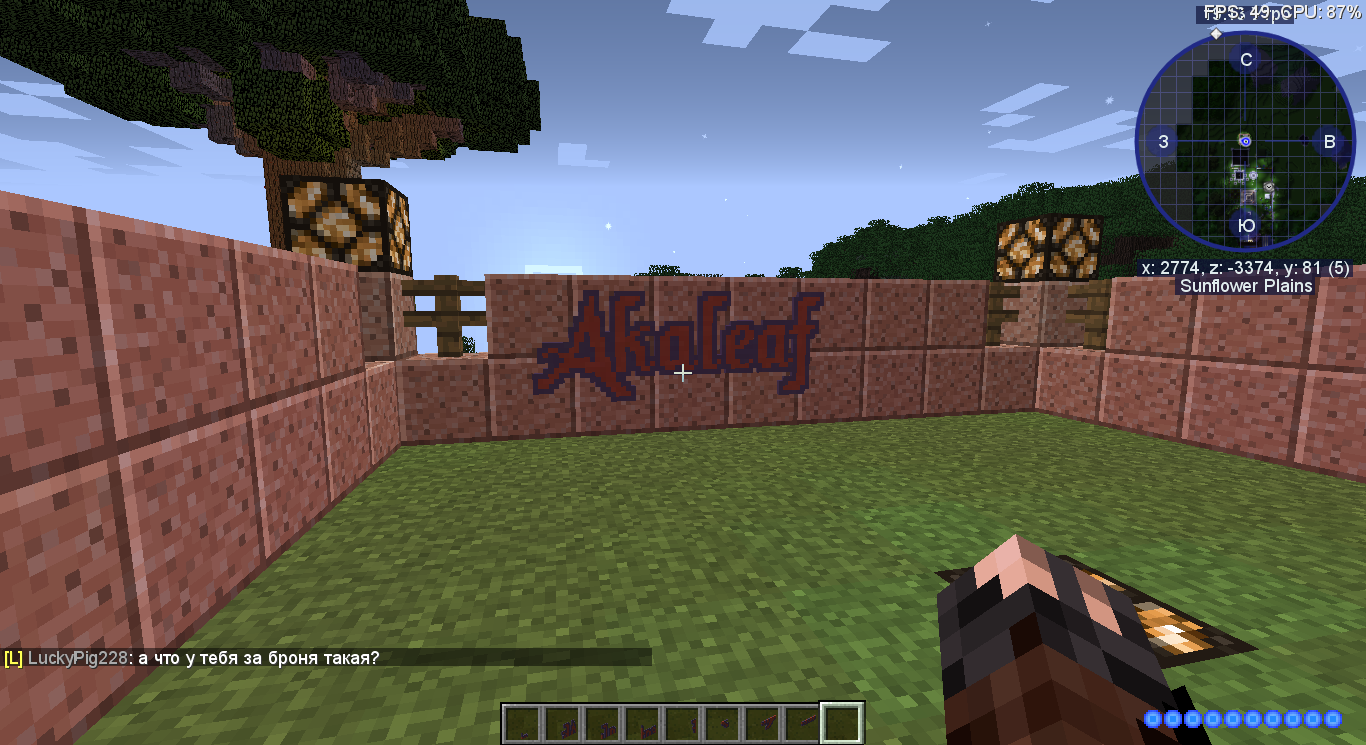 FPS: 49, CPU: 87%
С
З
В
Ю
x: 2774, z: -3374, y: 81 (5)
Sunflower Plains
Akaleaf
[L] LuckyPig228: а что у тебя за броня такая?